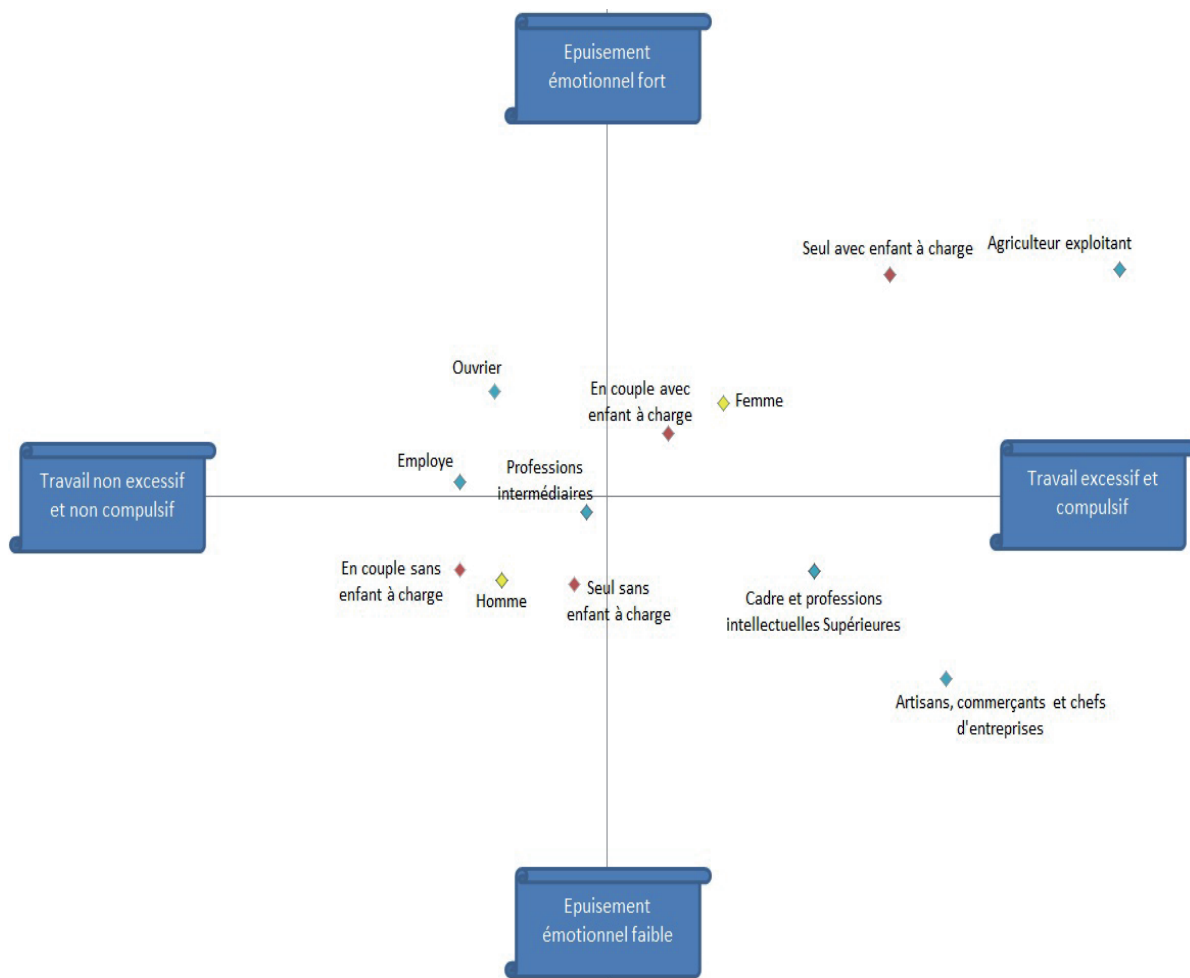 Epuisement
émotionnel fort
Seul avec enfant à charge
Agriculteur exploitant
Ouvrier
En couple avec
enfant à charge
Femme
Employe
Professions
intermédiaires
Travail non excessif
et non compulsif
Travail excessif et
compulsif
En couple sans
enfant à charge
Homme
Seul sans
enfant à charge
Cadre et professions
intellectuelles Supérieures
Artisans, commerçants et chefs
d'entreprises
Epuisement
émotionnel faible